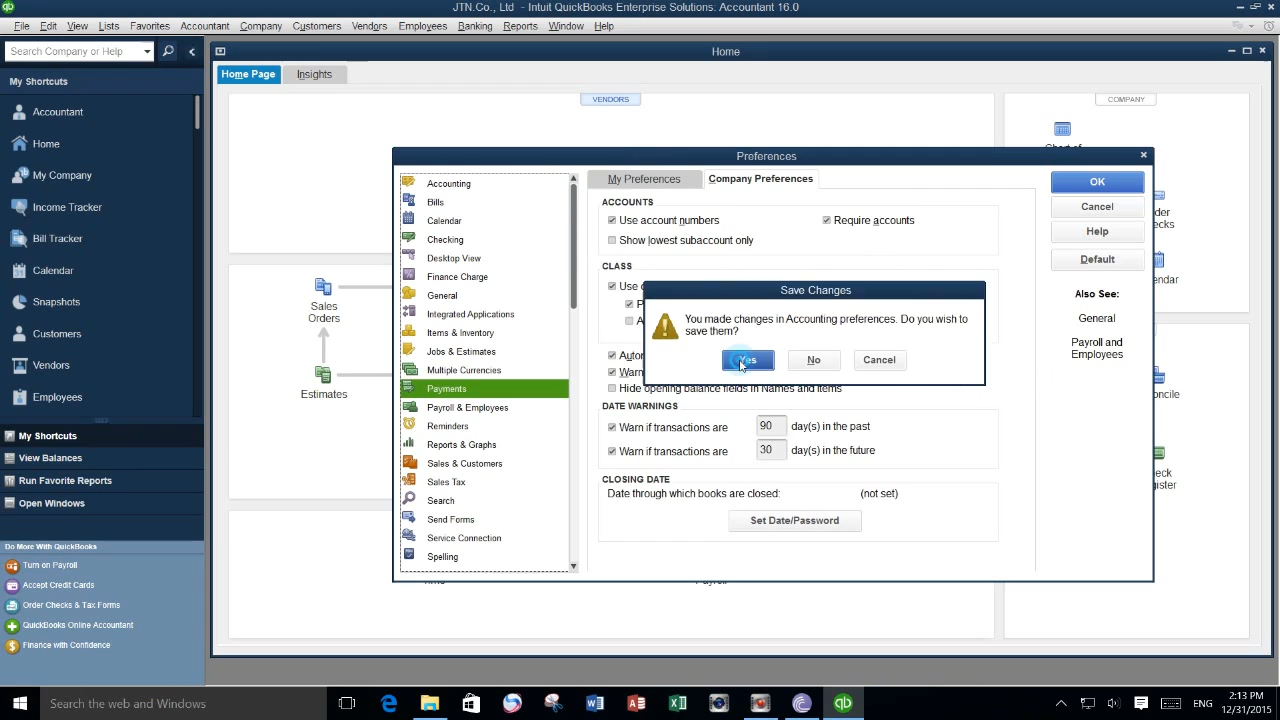 JTN.Co., Ltd - Intuit QuickBooks Enterprise Solutions: Accountant 16.0
File Edit View Lists Favorites Accountant Company Customers Vendors Employees Banking Reports Window Help
Search Company or Help
My Shortcuts
Accountant
Home
My Company
Income Tracker
Bill Tracker
Calendar
Snapshots
Customers
Vendors
Employees
My Shortcuts
View Balances
Run Favorite Reports
Open Windows
Do More With QuickBooks
Turn on Payroll
Accept Credit Cards
Order Checks & Tax Forms
QuickBooks Online Accountant
Finance with Confidence
Home
Home Page Insights
VENDORS
COMPANY
Sales
Orders
Estimates
Preferences
Accounting
Bills
Calendar
Checking
Desktop View
Finance Charge
General
Integrated Applications
Items & Inventory
Jobs & Estimates
Multiple Currencies
Payments
Payroll & Employees
Reminders
Reports & Graphs
Sales & Customers
Sales Tax
Search
Send Forms
Service Connection
Spelling
My Preferences Company Preferences
ACCOUNTS
Use account numbers Require accounts
Show lowest subaccount only
CLASS
Save Changes
You made changes in Accounting preferences. Do you wish to
save them?
Yes No Cancel
Hide opening balance fields in Names and Items
DATE WARNINGS
Warn if transactions are 90 day(s) in the past
Warn if transactions are 30 day(s) in the future
CLOSING DATE
Date through which books are closed: (not set)
Set Date/Password
OK
Cancel
Help
Default
Also See:
General
Payroll and
Employees
Search the web and Windows
ENG
2:13 PM
12/31/2015